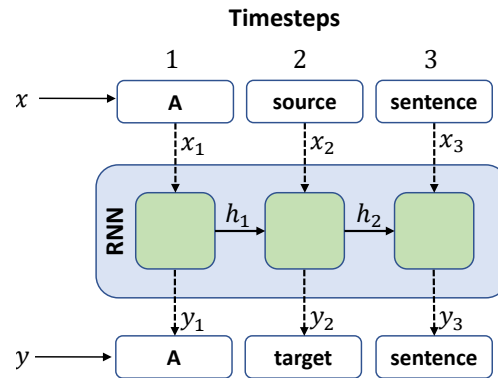 Timesteps
1 2 3
x A source sentence
x₁ x₂ x₃
RNN
h₁ h₂
y₁ y₂ y₃
y A target sentence